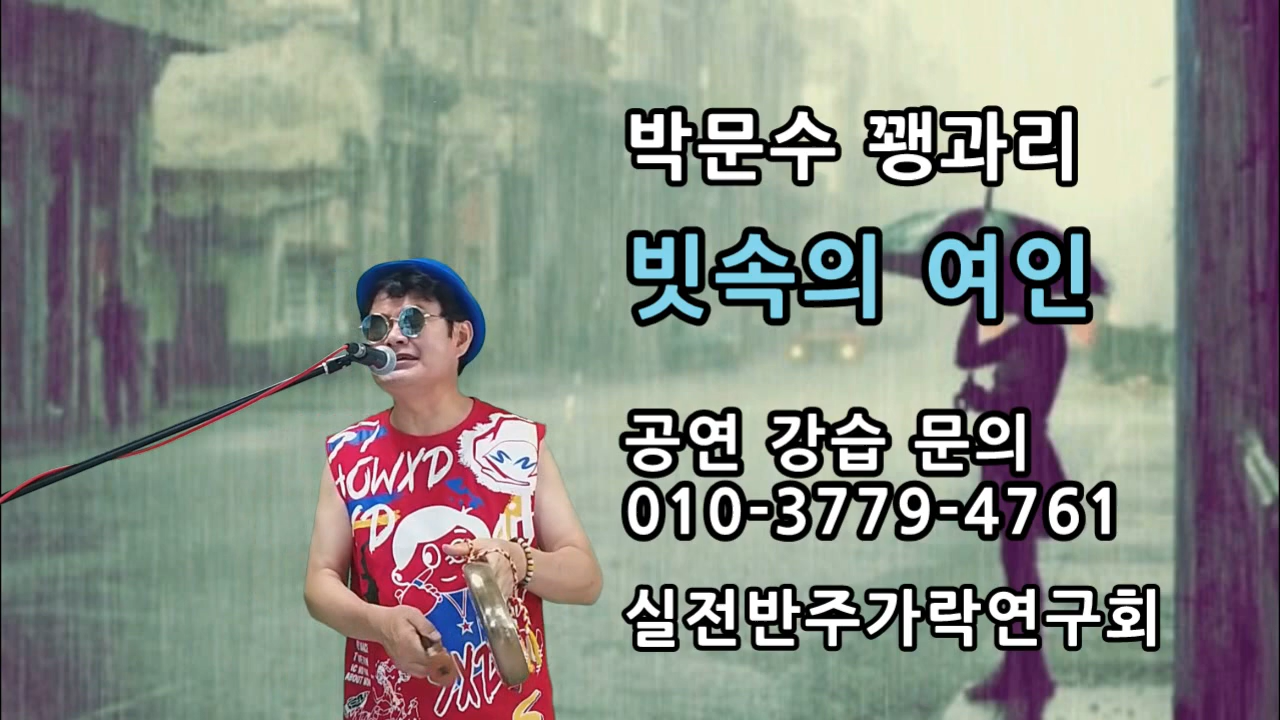 박문수 꽹과리
빗속의 여인
공연 강습 문의
010-3779-4761
실전반주가락연구회
HOWXD